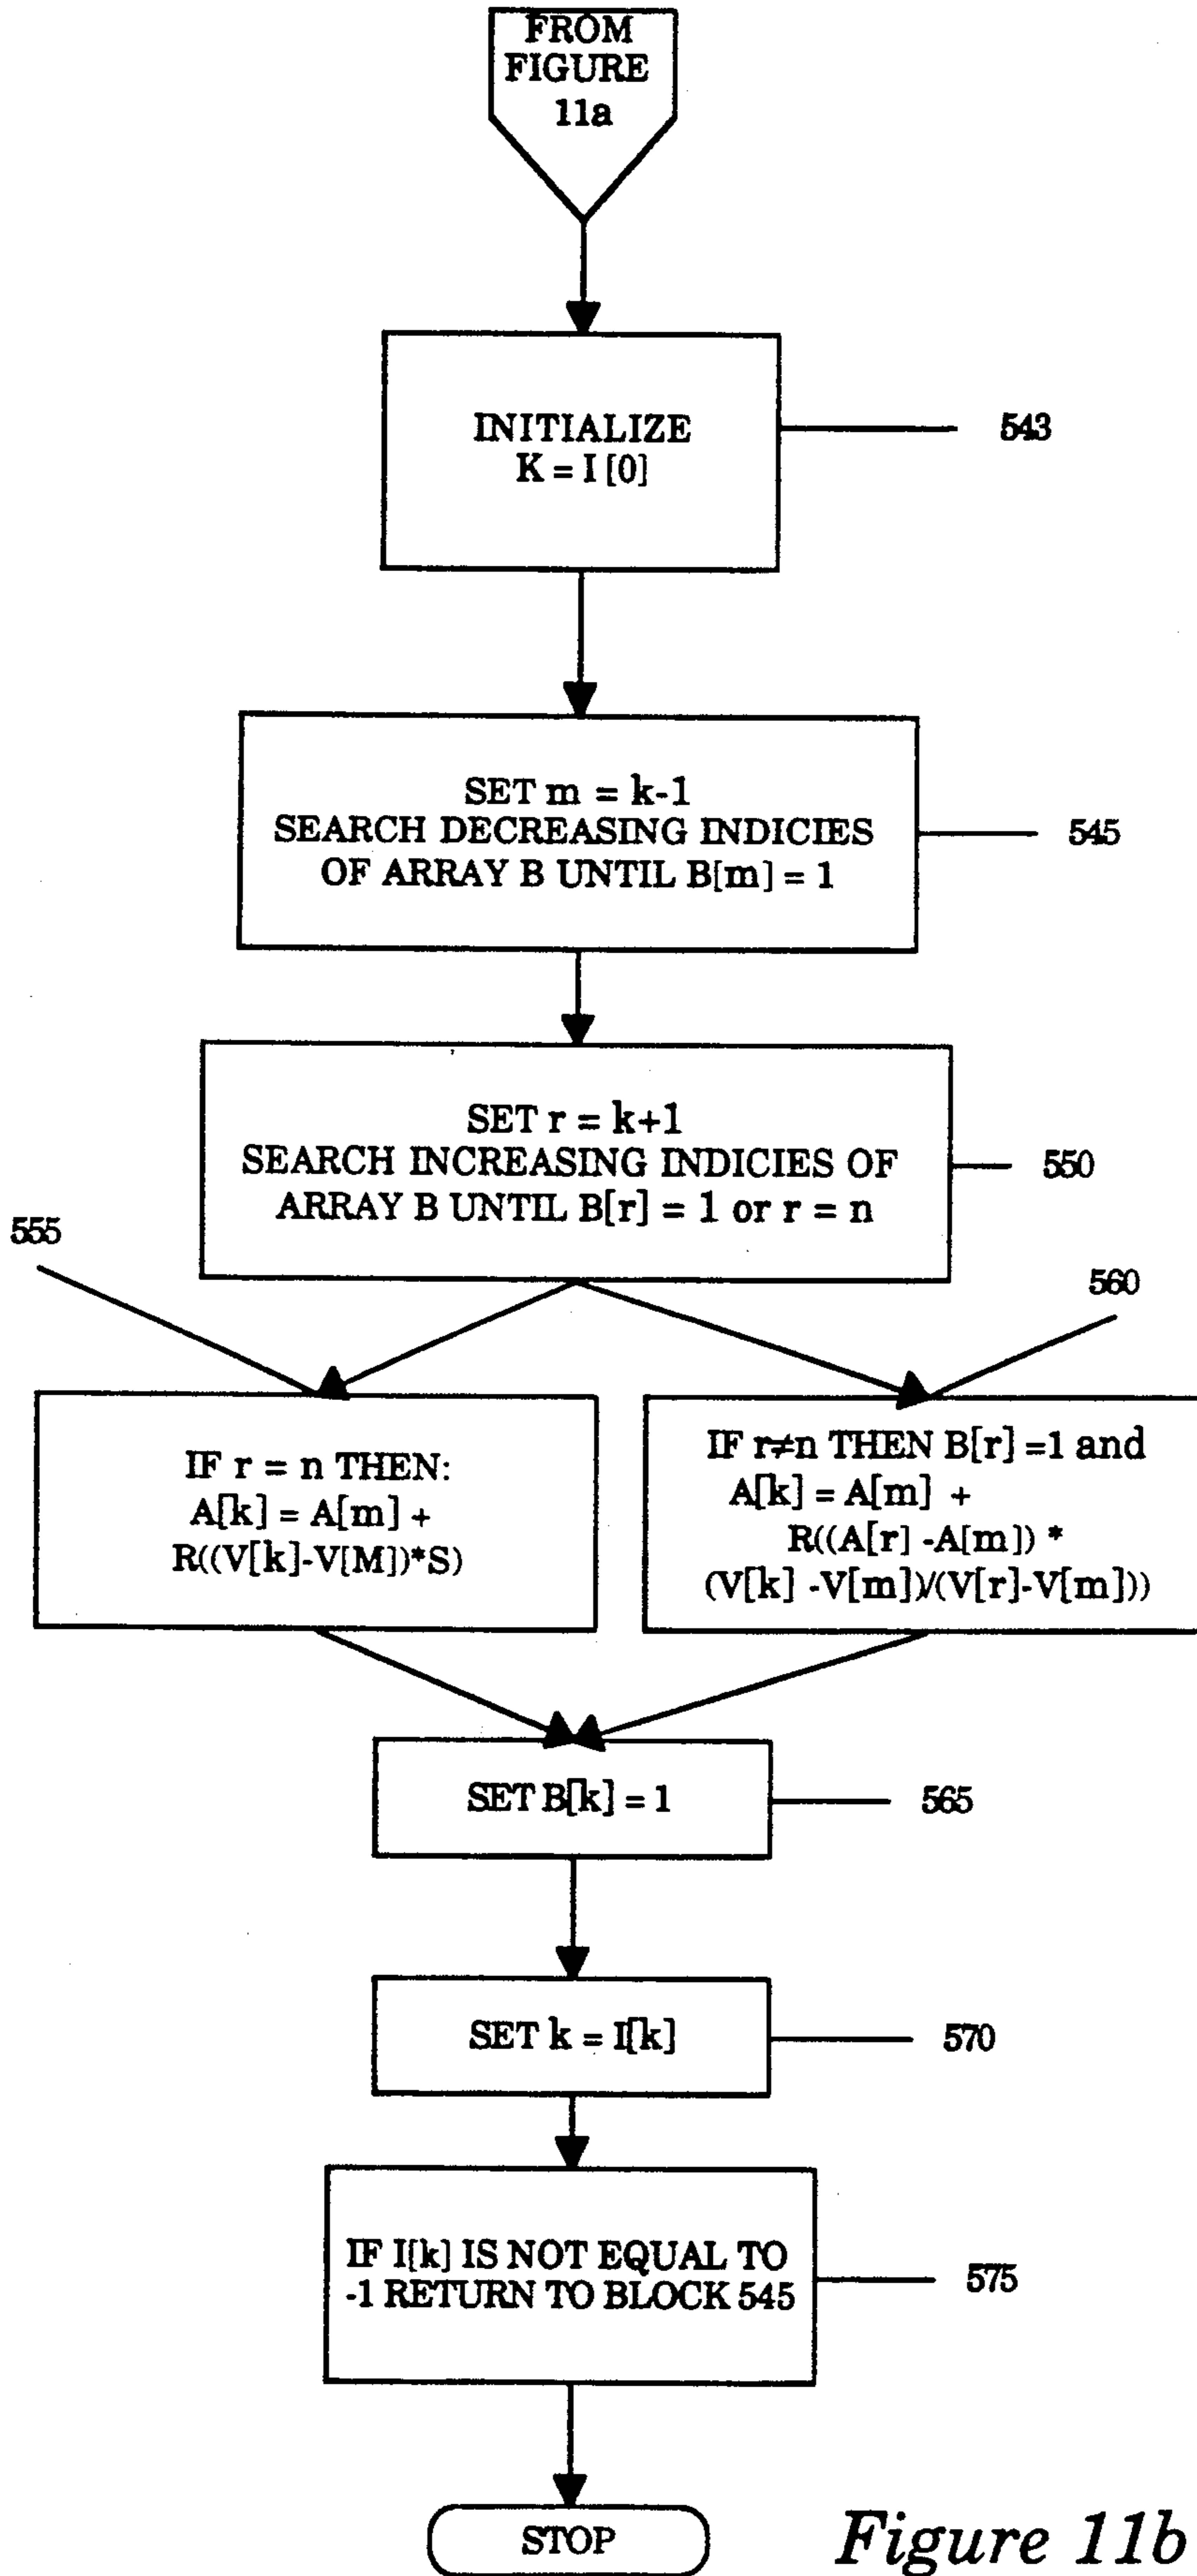 FROM
FIGURE
11a
INITIALIZE
K = I [0]
543
SET m = k-1
SEARCH DECREASING INDICIES
OF ARRAY B UNTIL B[m] = 1
545
SET r = k+1
SEARCH INCREASING INDICIES OF
ARRAY B UNTIL B[r] = 1 or r = n
550
555
560
IF r = n THEN:
A[k] = A[m] +
R((V[k]-V[M])*S)
IF r≠n THEN B[r] =1 and
A[k] = A[m] +
R((A[r] -A[m]) *
(V[k] -V[m])/(V[r]-V[m]))
SET B[k] = 1
565
SET k = I[k]
570
IF I[k] IS NOT EQUAL TO
-1 RETURN TO BLOCK 545
575
STOP
Figure 11b